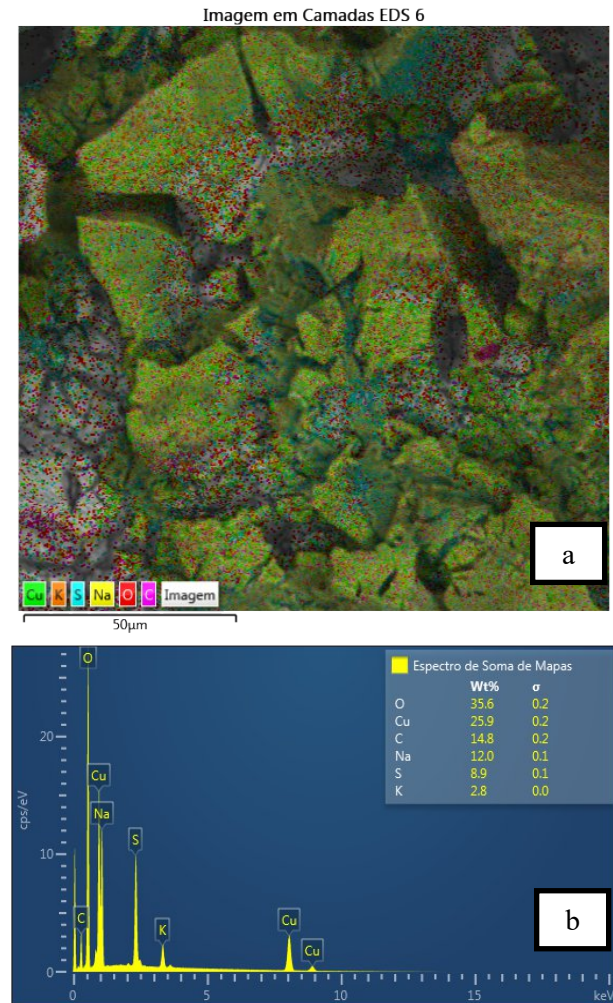 Imagem em Camadas EDS 6
a
Cu K S Na O C Imagem
50µm
Espectro de Soma de Mapas
Wt% σ
O 35.6 0.2
Cu 25.9 0.2
C 14.8 0.2
Na 12.0 0.1
S 8.9 0.1
K 2.8 0.0
cps/eV
20
10
0
O
Cu
Na
S
C
K
Cu
Cu
b
0 5 10 15 keV